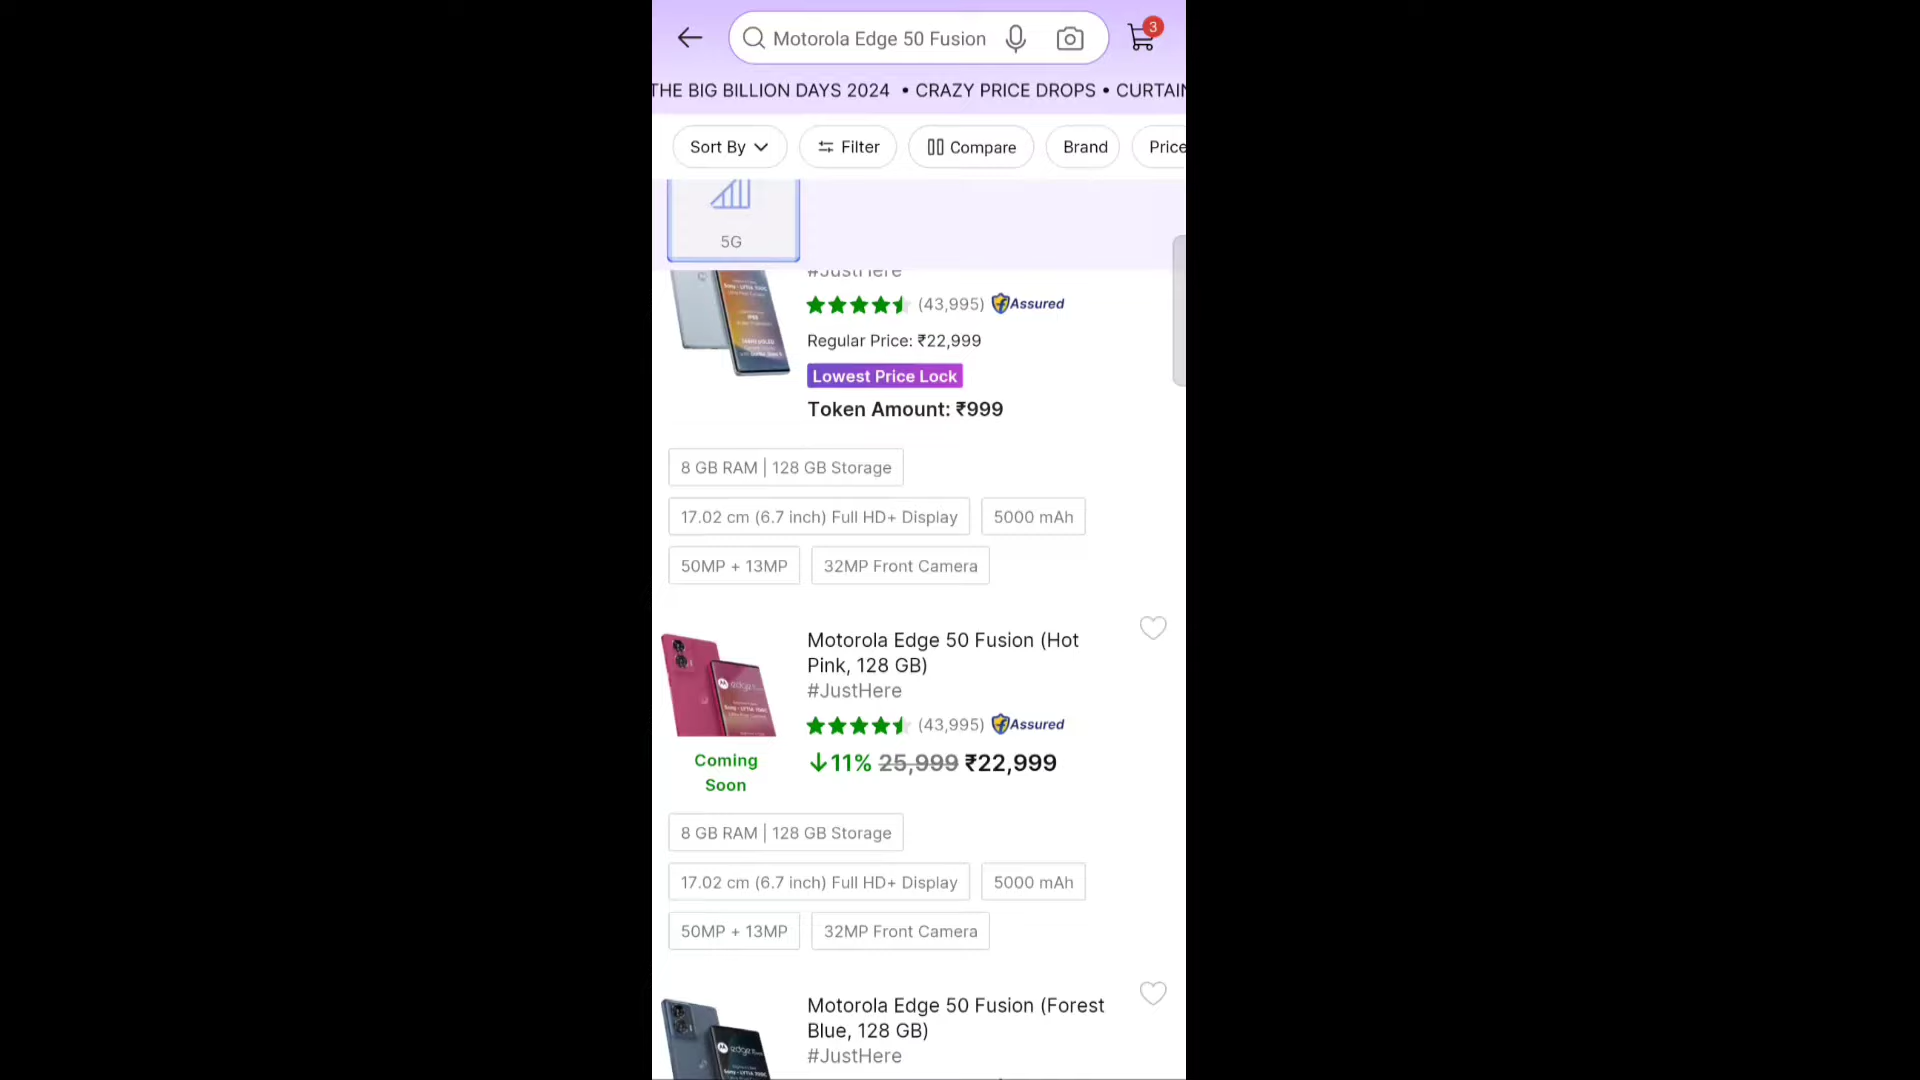 Motorola Edge 50 Fusion
3
THE BIG BILLION DAYS 2024 • CRAZY PRICE DROPS • CURTAIN
Sort By
Filter
Compare
Brand
Price
5G
#JustHere
(43,995) Assured
Regular Price: ₹22,999
Lowest Price Lock
Token Amount: ₹999
8 GB RAM | 128 GB Storage
17.02 cm (6.7 inch) Full HD+ Display
5000 mAh
50MP + 13MP
32MP Front Camera
Motorola Edge 50 Fusion (Hot
Pink, 128 GB)
#JustHere
(43,995) Assured
Coming
Soon
↓11% 25,999 ₹22,999
8 GB RAM | 128 GB Storage
17.02 cm (6.7 inch) Full HD+ Display
5000 mAh
50MP + 13MP
32MP Front Camera
Motorola Edge 50 Fusion (Forest
Blue, 128 GB)
#JustHere